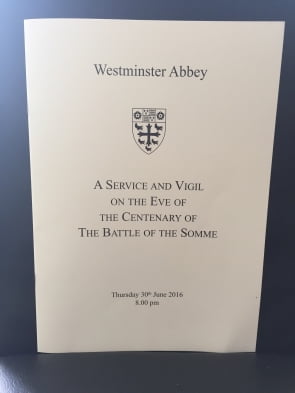 Westminster Abbey
A SERVICE AND VIGIL
ON THE EVE OF
THE CENTENARY OF
THE BATTLE OF THE SOMME
Thursday 30th June 2016
8.00 pm